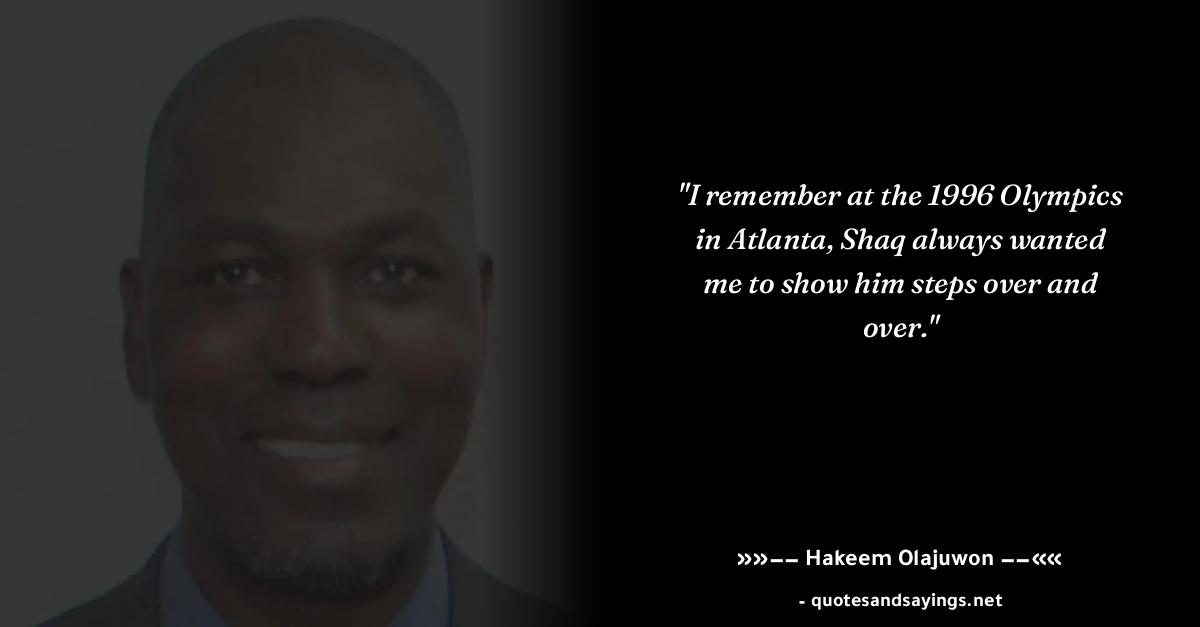 "I remember at the 1996 Olympics
in Atlanta, Shaq always wanted
me to show him steps over and
over."
»»–– Hakeem Olajuwon ––««
- quotesandsayings.net